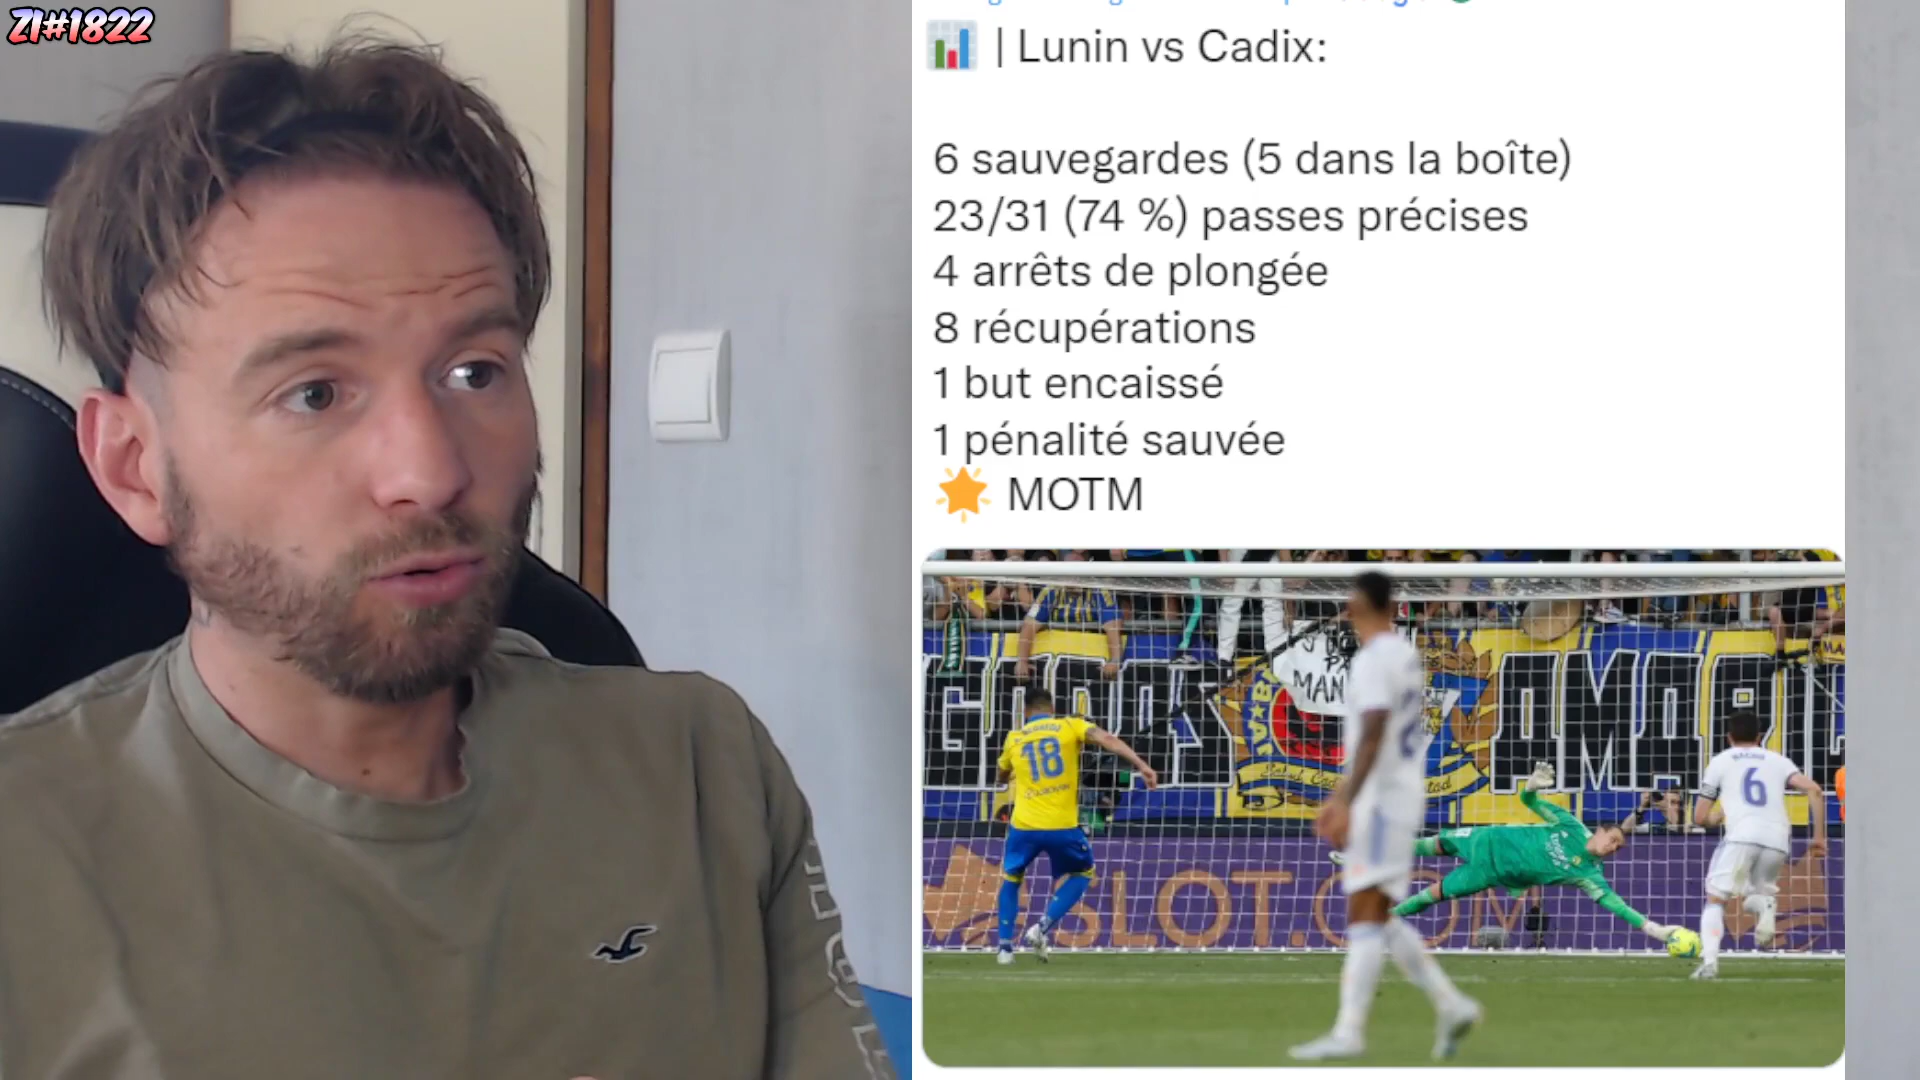 ZI#1822
| Lunin vs Cadix:
6 sauvegardes (5 dans la boîte)
23/31 (74 %) passes précises
4 arrêts de plongée
8 récupérations
1 but encaissé
1 pénalité sauvée
MOTM
18
6
SLOT.COM